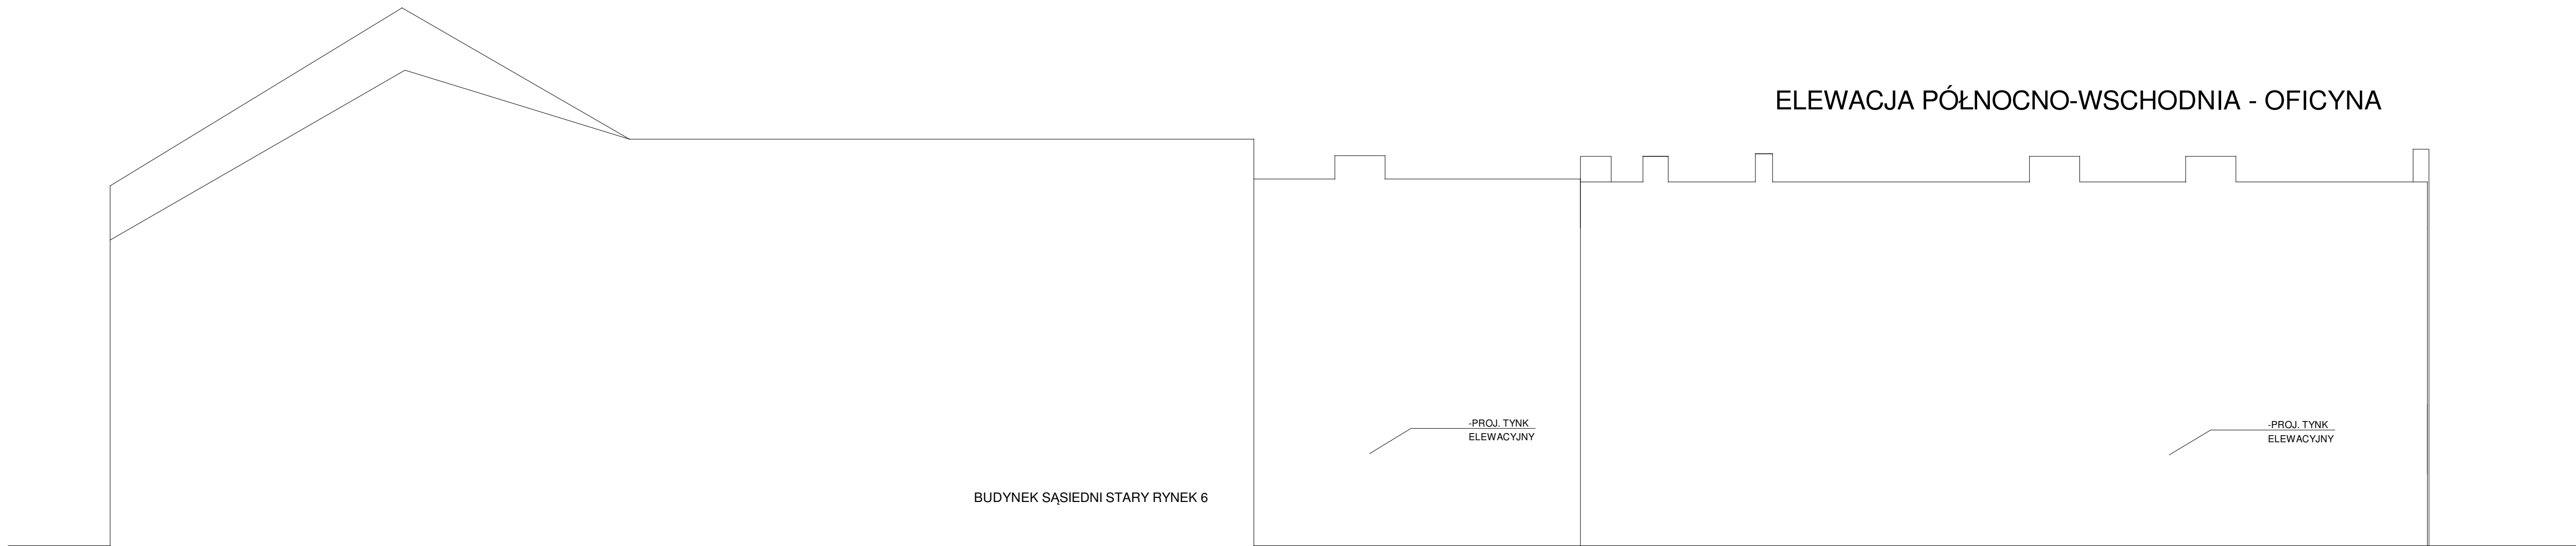 ELEWACJA PÓŁNOCNO-WSCHODNIA - OFICYNA
-PROJ. TYNK
ELEWACYJNY
-PROJ. TYNK
ELEWACYJNY
BUDYNEK SĄSIEDNI STARY RYNEK 6